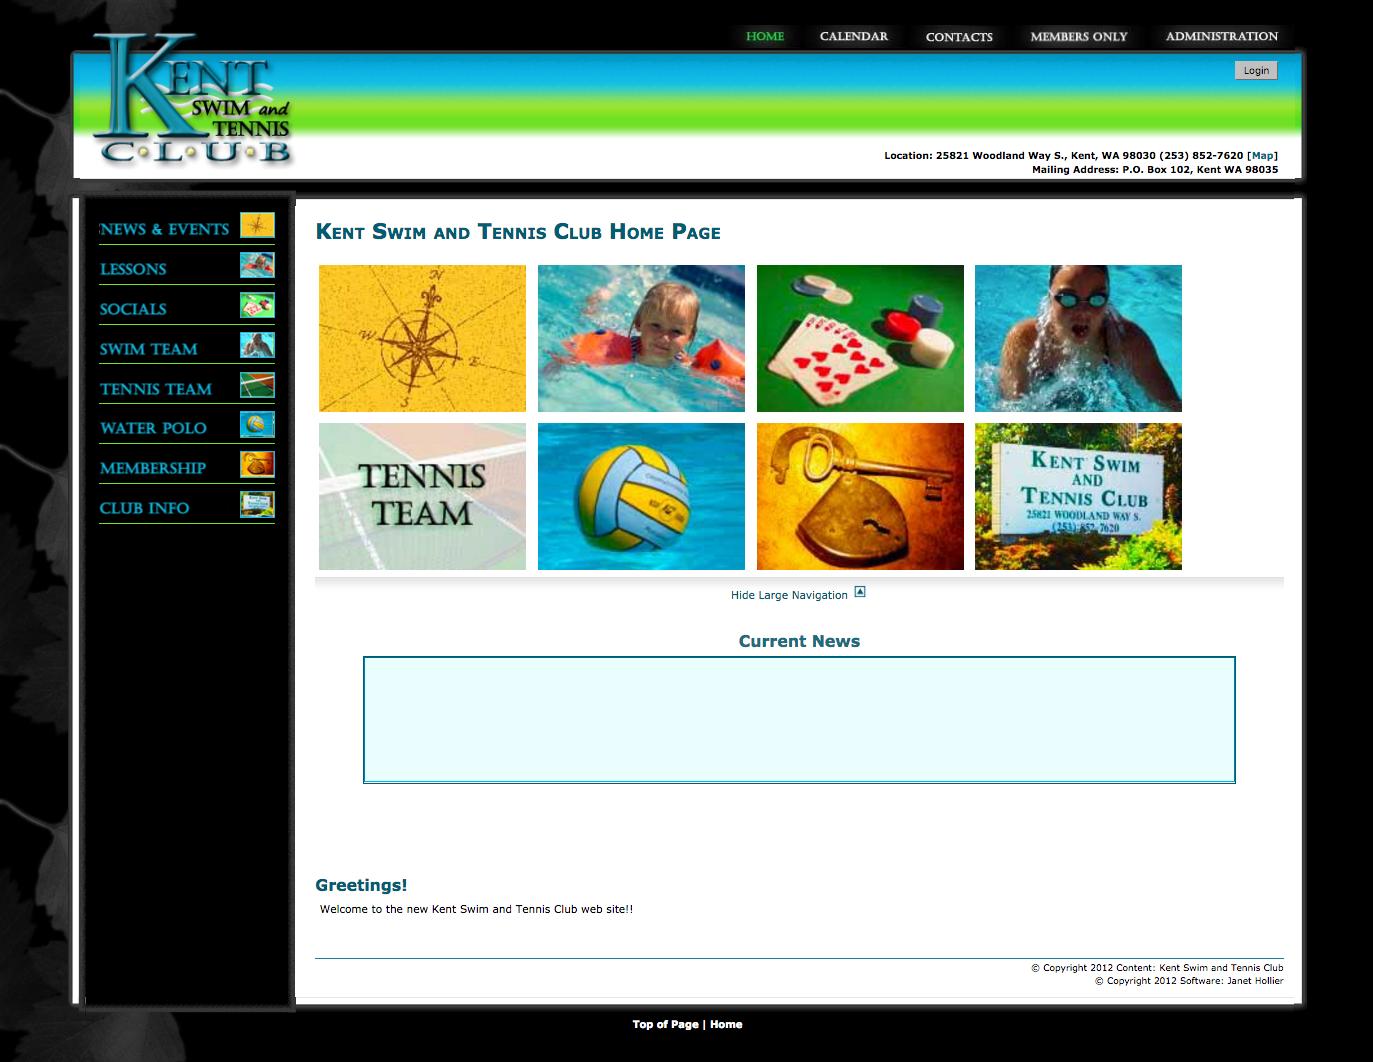 HOME CALENDAR CONTACTS MEMBERS ONLY ADMINISTRATION
Login
KENT
SWIM and
TENNIS
C·L·U·B
Location: 25821 Woodland Way S., Kent, WA 98030 (253) 852-7620 [Map]
Mailing Address: P.O. Box 102, Kent WA 98035
NEWS & EVENTS
LESSONS
SOCIALS
SWIM TEAM
TENNIS TEAM
WATER POLO
MEMBERSHIP
CLUB INFO
Kent Swim and Tennis Club Home Page
N
W
E
S
TENNIS
TEAM
KENT SWIM
AND
TENNIS CLUB
25821 WOODLAND WAY S.
(253) 852-7620
Hide Large Navigation
Current News
Greetings!
Welcome to the new Kent Swim and Tennis Club web site!!
© Copyright 2012 Content: Kent Swim and Tennis Club
© Copyright 2012 Software: Janet Hollier
Top of Page | Home